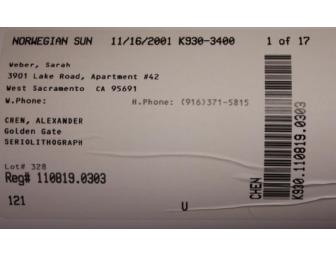 NORWEGIAN SUN 11/16/2001 K930-3400 1 of 17
Weber, Sarah
3901 Lake Road, Apartment #42
West Sacramento CA 95691
W.Phone: H.Phone: (916)371-5815
CHEN, ALEXANDER
Golden Gate
SERIOLITHOGRAPH
Lot# 328
Reg# 110819.0303
121 U
CHEN
K930.110819.0303